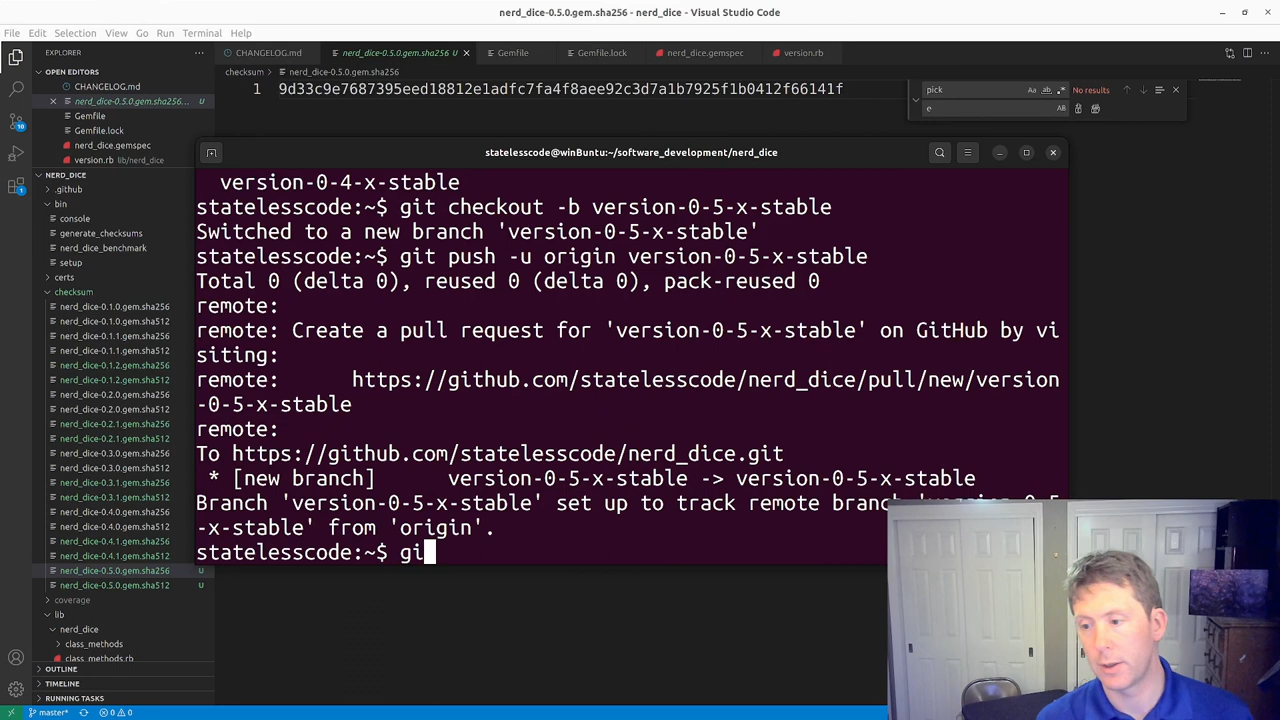 nerd_dice-0.5.0.gem.sha256 - nerd_dice - Visual Studio Code
File Edit Selection View Go Run Terminal Help
EXPLORER
CHANGELOG.md
nerd_dice-0.5.0.gem.sha256 U
Gemfile
Gemfile.lock
nerd_dice.gemspec
version.rb
OPEN EDITORS
CHANGELOG.md
nerd_dice-0.5.0.gem.sha256... U
Gemfile
Gemfile.lock
nerd_dice.gemspec
version.rb lib/nerd_dice
checksum > nerd_dice-0.5.0.gem.sha256
1 9d33c9e7687395eed18812e1adfc7fa4f8aee92c3d7a1b7925f1b0412f66141f
pick
No results
e
NERD_DICE
.github
bin
console
generate_checksums
nerd_dice_benchmark
setup
certs
checksum
nerd_dice-0.1.0.gem.sha256
nerd_dice-0.1.0.gem.sha512
nerd_dice-0.1.1.gem.sha256
nerd_dice-0.1.1.gem.sha512
nerd_dice-0.1.2.gem.sha256
nerd_dice-0.1.2.gem.sha512
nerd_dice-0.2.0.gem.sha256
nerd_dice-0.2.0.gem.sha512
nerd_dice-0.2.1.gem.sha256
nerd_dice-0.2.1.gem.sha512
nerd_dice-0.3.0.gem.sha256
nerd_dice-0.3.0.gem.sha512
nerd_dice-0.3.1.gem.sha256
nerd_dice-0.3.1.gem.sha512
nerd_dice-0.4.0.gem.sha256
nerd_dice-0.4.0.gem.sha512
nerd_dice-0.4.1.gem.sha256
nerd_dice-0.4.1.gem.sha512
nerd_dice-0.5.0.gem.sha256 U
nerd_dice-0.5.0.gem.sha512 U
coverage
lib
nerd_dice
class_methods
class_methods.rb
OUTLINE
TIMELINE
RUNNING TASKS
10
1
master*
0 0
statelesscode@winBuntu:~/software_development/nerd_dice
version-0-4-x-stable
statelesscode:~$ git checkout -b version-0-5-x-stable
Switched to a new branch 'version-0-5-x-stable'
statelesscode:~$ git push -u origin version-0-5-x-stable
Total 0 (delta 0), reused 0 (delta 0), pack-reused 0
remote:
remote: Create a pull request for 'version-0-5-x-stable' on GitHub by vi
siting:
remote: https://github.com/statelesscode/nerd_dice/pull/new/version
-0-5-x-stable
remote:
To https://github.com/statelesscode/nerd_dice.git
* [new branch] version-0-5-x-stable -> version-0-5-x-stable
Branch 'version-0-5-x-stable' set up to track remote branch
-x-stable' from 'origin'.
statelesscode:~$ gi